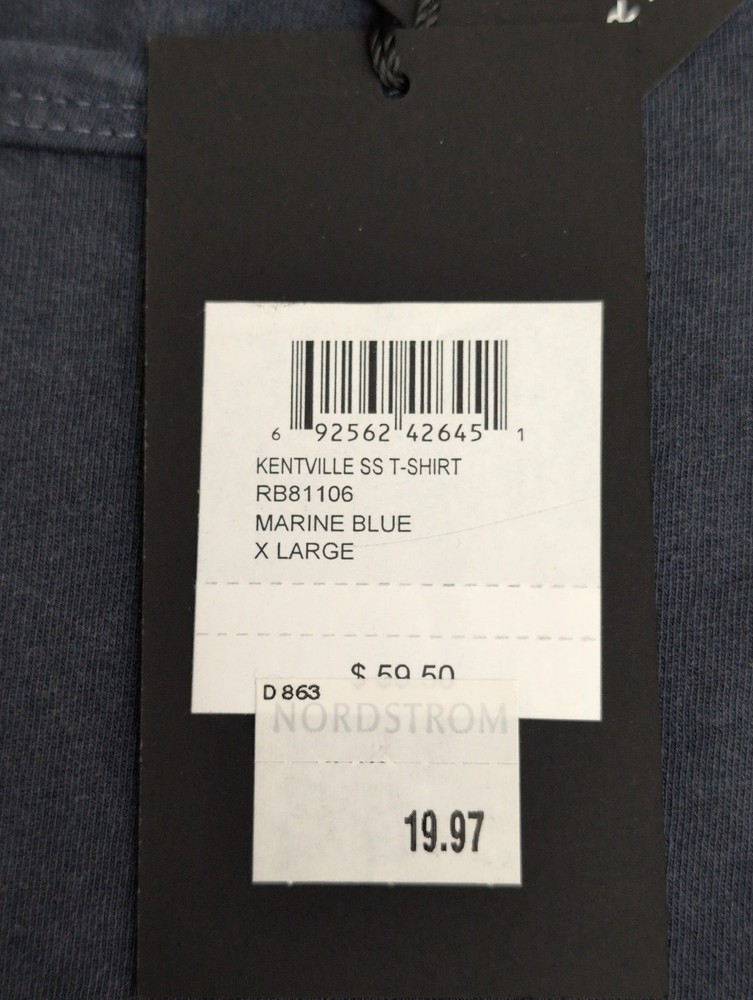 6 92562 42645 1
KENTVILLE SS T-SHIRT
RB81106
MARINE BLUE
X LARGE
$ 59.50
D 863
NORDSTROM
19.97